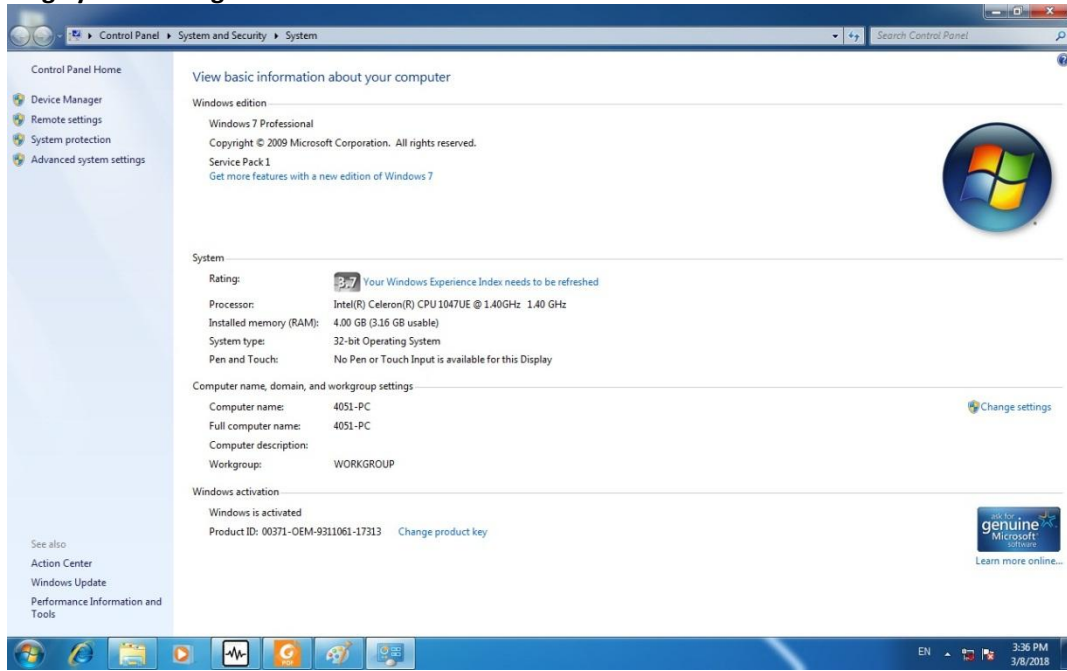 Control Panel ▸ System and Security ▸ System
Search Control Panel
Control Panel Home
Device Manager
Remote settings
System protection
Advanced system settings
View basic information about your computer
Windows edition
Windows 7 Professional
Copyright © 2009 Microsoft Corporation. All rights reserved.
Service Pack 1
Get more features with a new edition of Windows 7
System
Rating: 3.7 Your Windows Experience Index needs to be refreshed
Processor: Intel(R) Celeron(R) CPU 1047UE @ 1.40GHz 1.40 GHz
Installed memory (RAM): 4.00 GB (3.16 GB usable)
System type: 32-bit Operating System
Pen and Touch: No Pen or Touch Input is available for this Display
Computer name, domain, and workgroup settings
Computer name: 4051-PC
Change settings
Full computer name: 4051-PC
Computer description:
Workgroup: WORKGROUP
Windows activation
Windows is activated
Product ID: 00371-OEM-9311061-17313 Change product key
ask for
genuine
Microsoft
software
Learn more online...
See also
Action Center
Windows Update
Performance Information and
Tools
PDF
EN
3:36 PM
3/8/2018